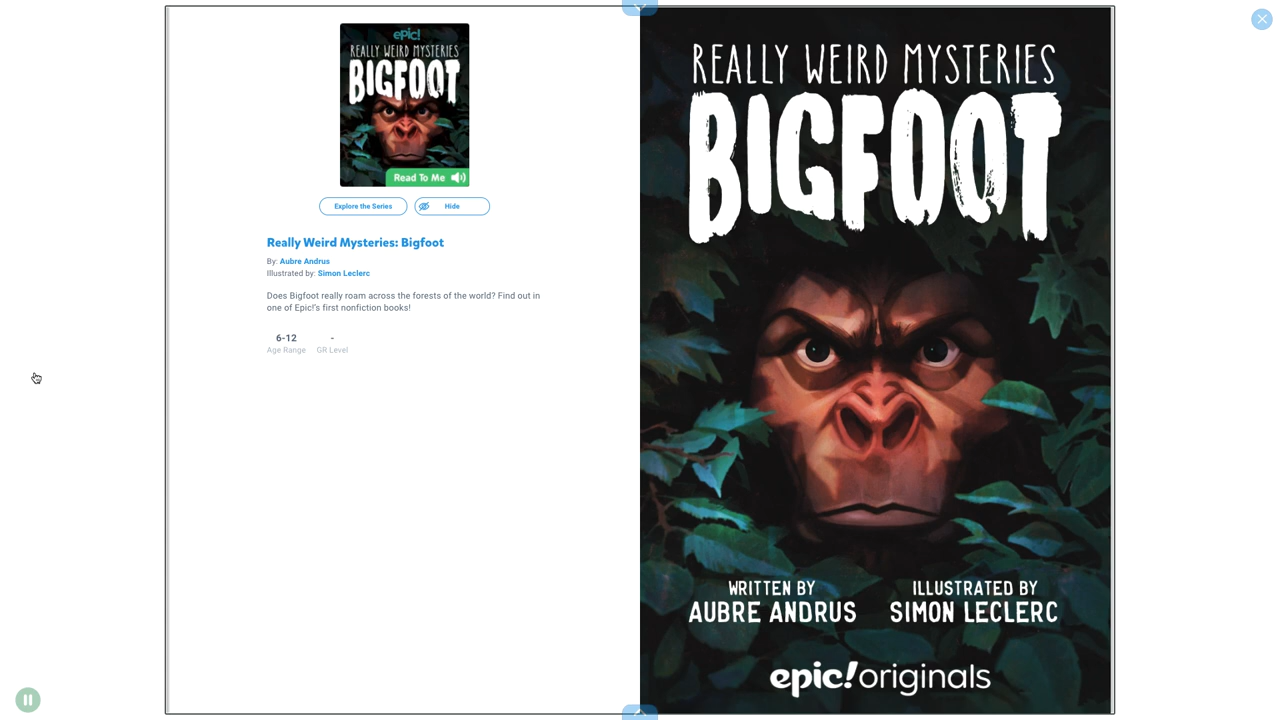 epic!
REALLY WEIRD MYSTERIES
BIGFOOT
Read To Me
Explore the Series
Hide
Really Weird Mysteries: Bigfoot
By: Aubre Andrus
Illustrated by: Simon Leclerc
Does Bigfoot really roam across the forests of the world? Find out in
one of Epic!'s first nonfiction books!
6-12
-
Age Range
GR Level
REALLY WEIRD MYSTERIES
BIGFOOT
WRITTEN BY
AUBRE ANDRUS
ILLUSTRATED BY
SIMON LECLERC
epic! originals